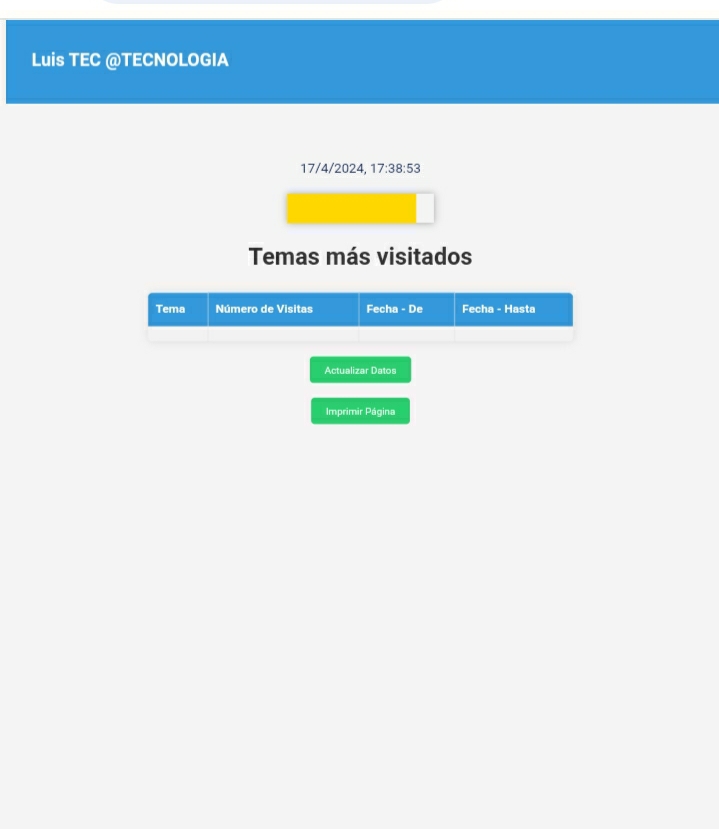 Luis TEC @TECNOLOGIA
17/4/2024, 17:38:53
Temas más visitados
Tema Número de Visitas Fecha - De Fecha - Hasta
Actualizar Datos
Imprimir Página